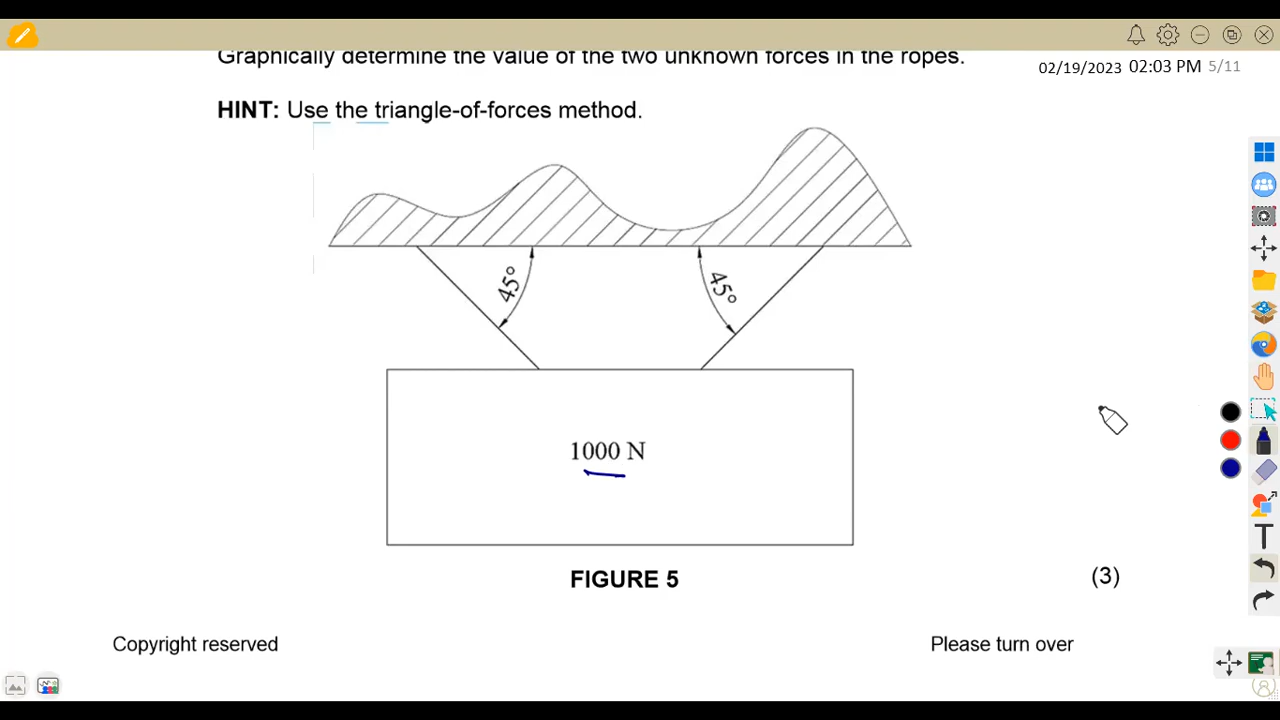 Graphically determine the value of the two unknown forces in the ropes.
02/19/2023 02:03 PM 5/11
HINT: Use the triangle-of-forces method.
45° 45°
1000 N
FIGURE 5 (3)
Copyright reserved Please turn over
T